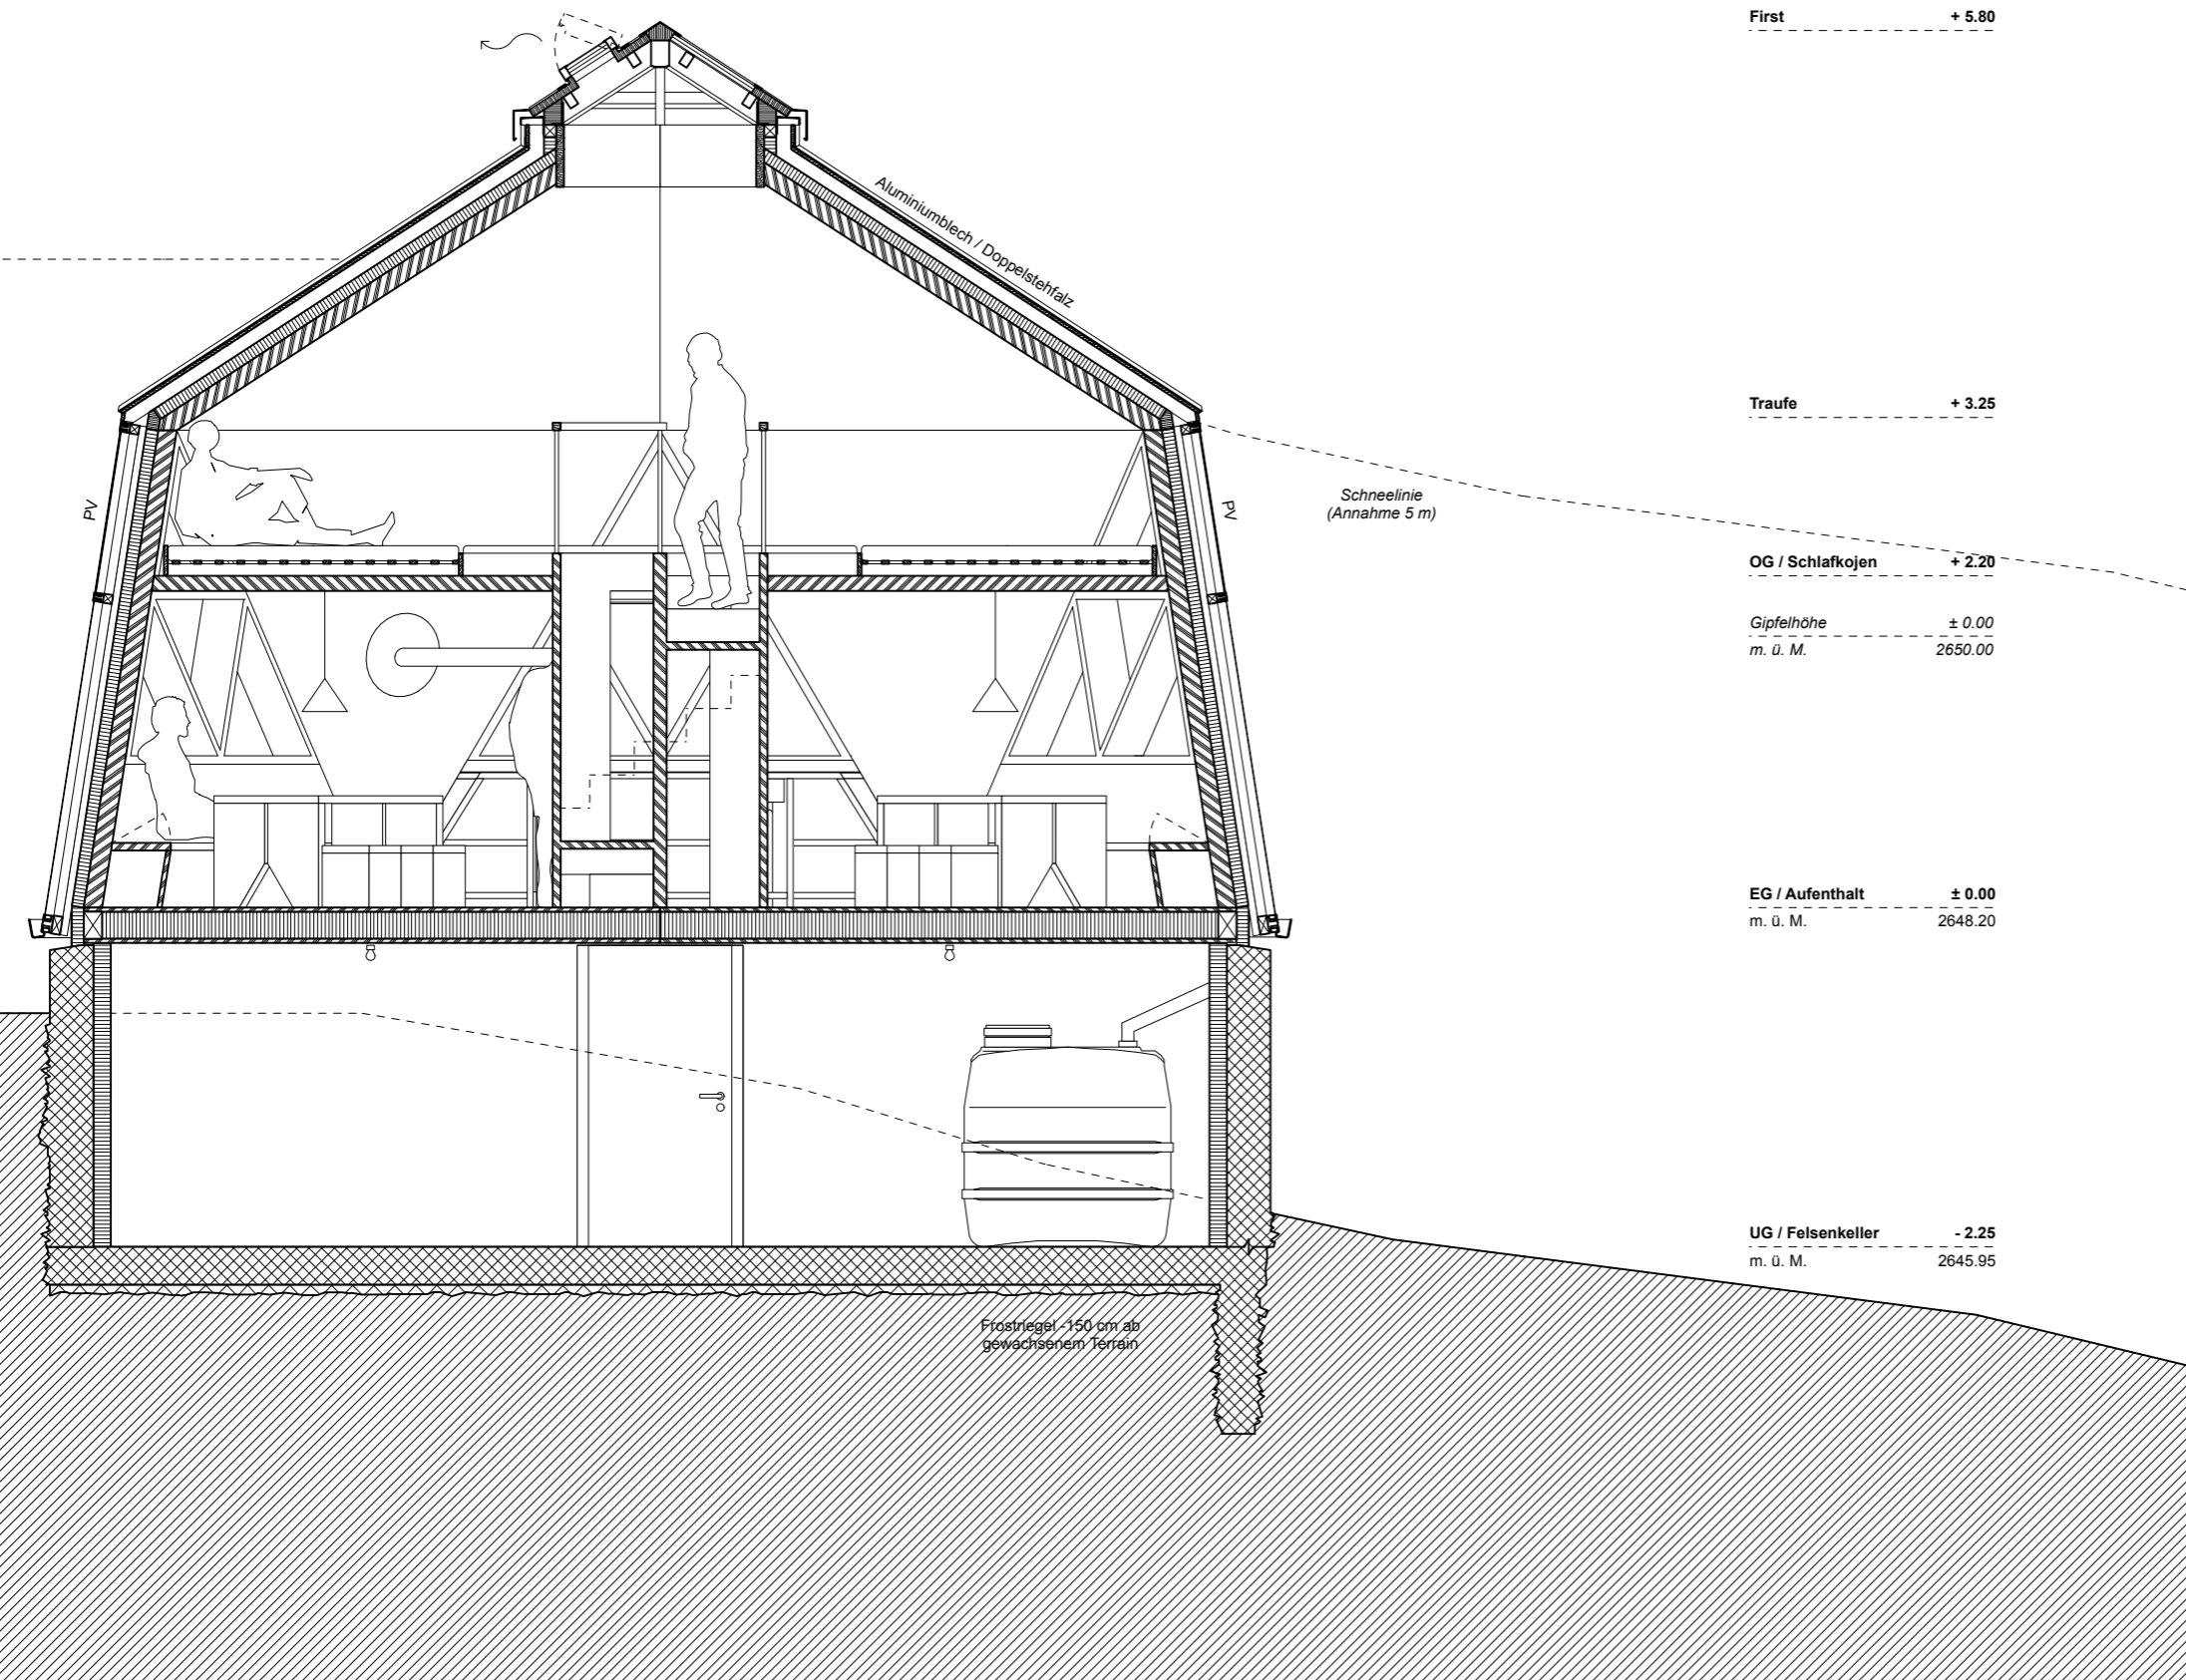 First + 5.80
Aluminiumblech / Doppelstehfalz
Traufe + 3.25
PV
PV
Schneelinie
(Annahme 5 m)
OG / Schlafkojen + 2.20
Gipfelhöhe ± 0.00
m. ü. M. 2650.00
EG / Aufenthalt ± 0.00
m. ü. M. 2648.20
UG / Felsenkeller - 2.25
m. ü. M. 2645.95
Frostriegel -150 cm ab
gewachsenem Terrain